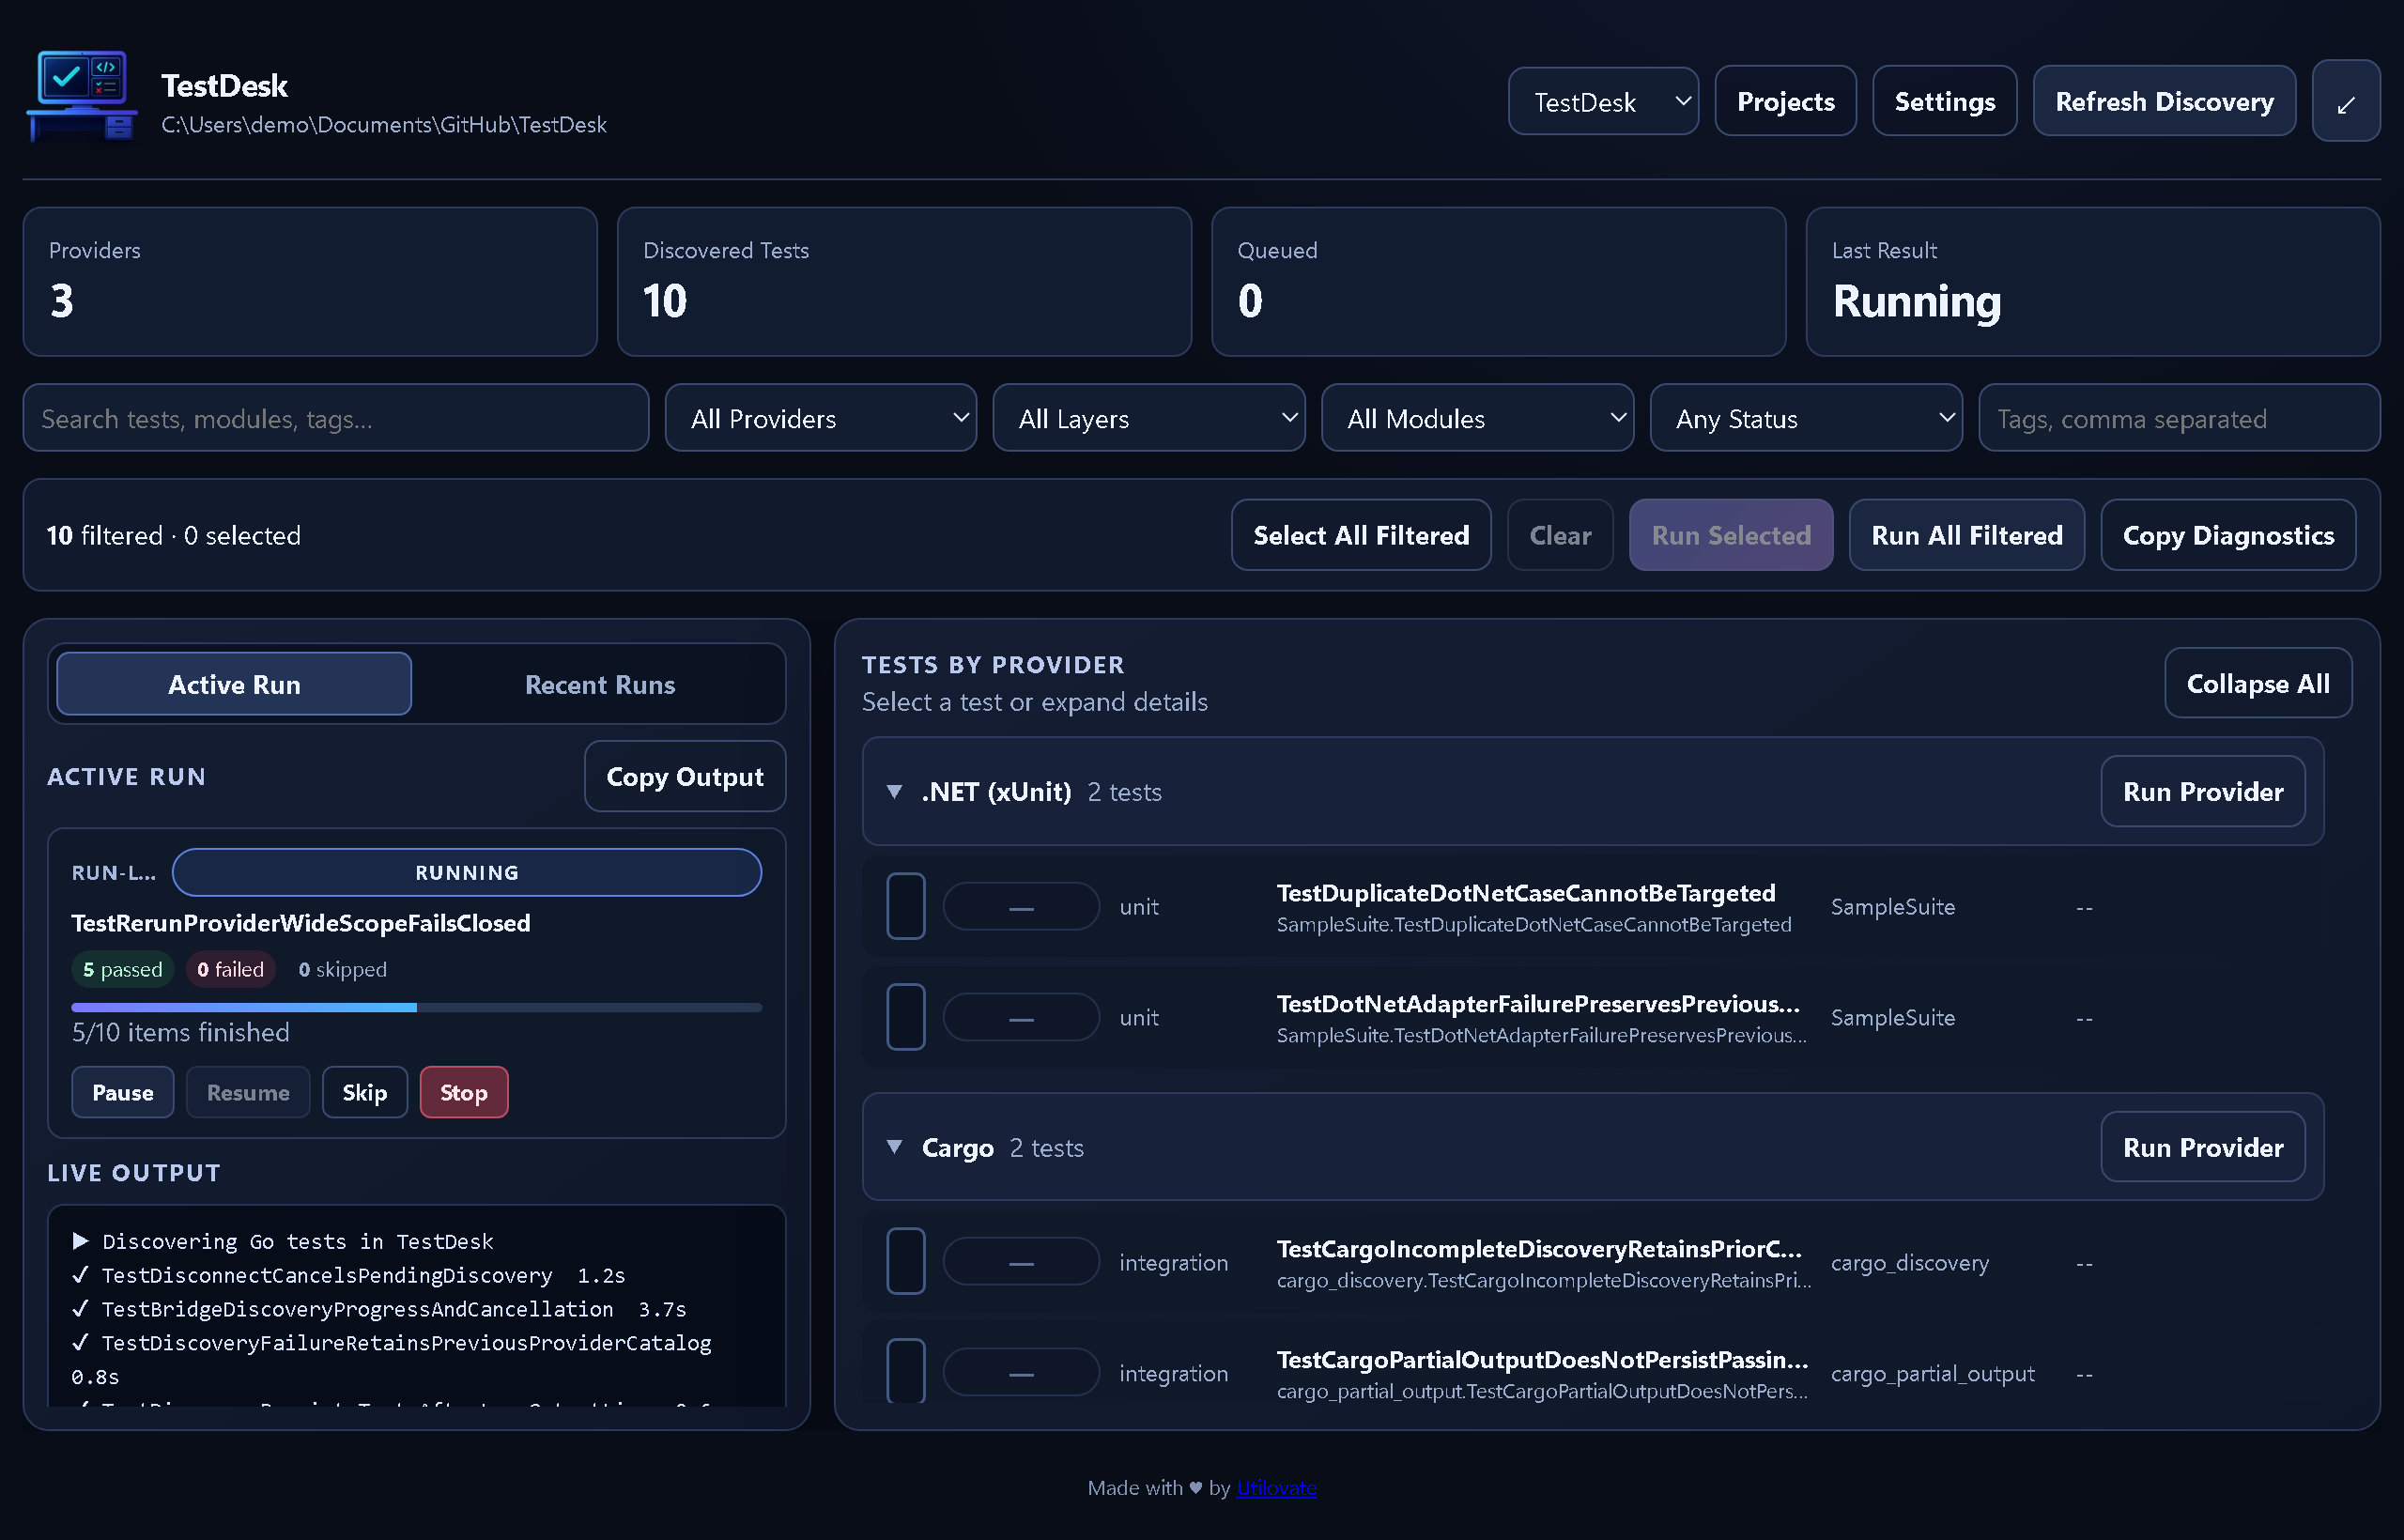 TestDesk
C:\Users\demo\Documents\GitHub\TestDesk
TestDesk
Projects
Settings
Refresh Discovery
Providers
3
Discovered Tests
10
Queued
0
Last Result
Running
Search tests, modules, tags...
All Providers
All Layers
All Modules
Any Status
Tags, comma separated
10 filtered · 0 selected
Select All Filtered
Clear
Run Selected
Run All Filtered
Copy Diagnostics
Active Run
Recent Runs
ACTIVE RUN
Copy Output
RUN-L...
RUNNING
TestRerunProviderWideScopeFailsClosed
5 passed
0 failed
0 skipped
5/10 items finished
Pause
Resume
Skip
Stop
LIVE OUTPUT
▶ Discovering Go tests in TestDesk
✓ TestDisconnectCancelsPendingDiscovery 1.2s
✓ TestBridgeDiscoveryProgressAndCancellation 3.7s
✓ TestDiscoveryFailureRetainsPreviousProviderCatalog
0.8s
TESTS BY PROVIDER
Select a test or expand details
Collapse All
▼ .NET (xUnit) 2 tests
Run Provider
— unit
TestDuplicateDotNetCaseCannotBeTargeted
SampleSuite.TestDuplicateDotNetCaseCannotBeTargeted
SampleSuite
--
— unit
TestDotNetAdapterFailurePreservesPrevious...
SampleSuite.TestDotNetAdapterFailurePreservesPrevious...
SampleSuite
--
▼ Cargo 2 tests
Run Provider
— integration
TestCargoIncompleteDiscoveryRetainsPriorC...
cargo_discovery.TestCargoIncompleteDiscoveryRetainsPri...
cargo_discovery
--
— integration
TestCargoPartialOutputDoesNotPersistPassin...
cargo_partial_output.TestCargoPartialOutputDoesNotPers...
cargo_partial_output
--
Made with ♥ by Utilovate